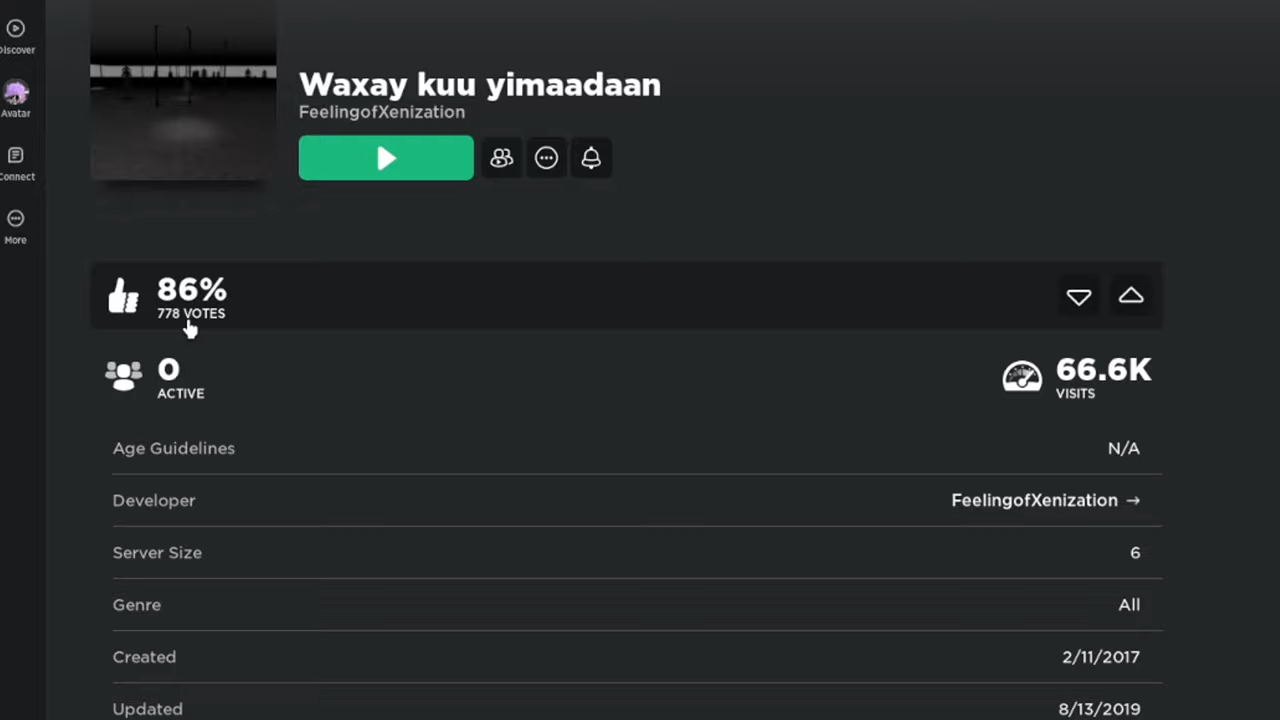 Discover
Avatar
Connect
More
Waxay kuu yimaadaan
FeelingofXenization
86%
778 VOTES
0
ACTIVE
66.6K
VISITS
Age Guidelines N/A
Developer FeelingofXenization →
Server Size 6
Genre All
Created 2/11/2017
Updated 8/13/2019